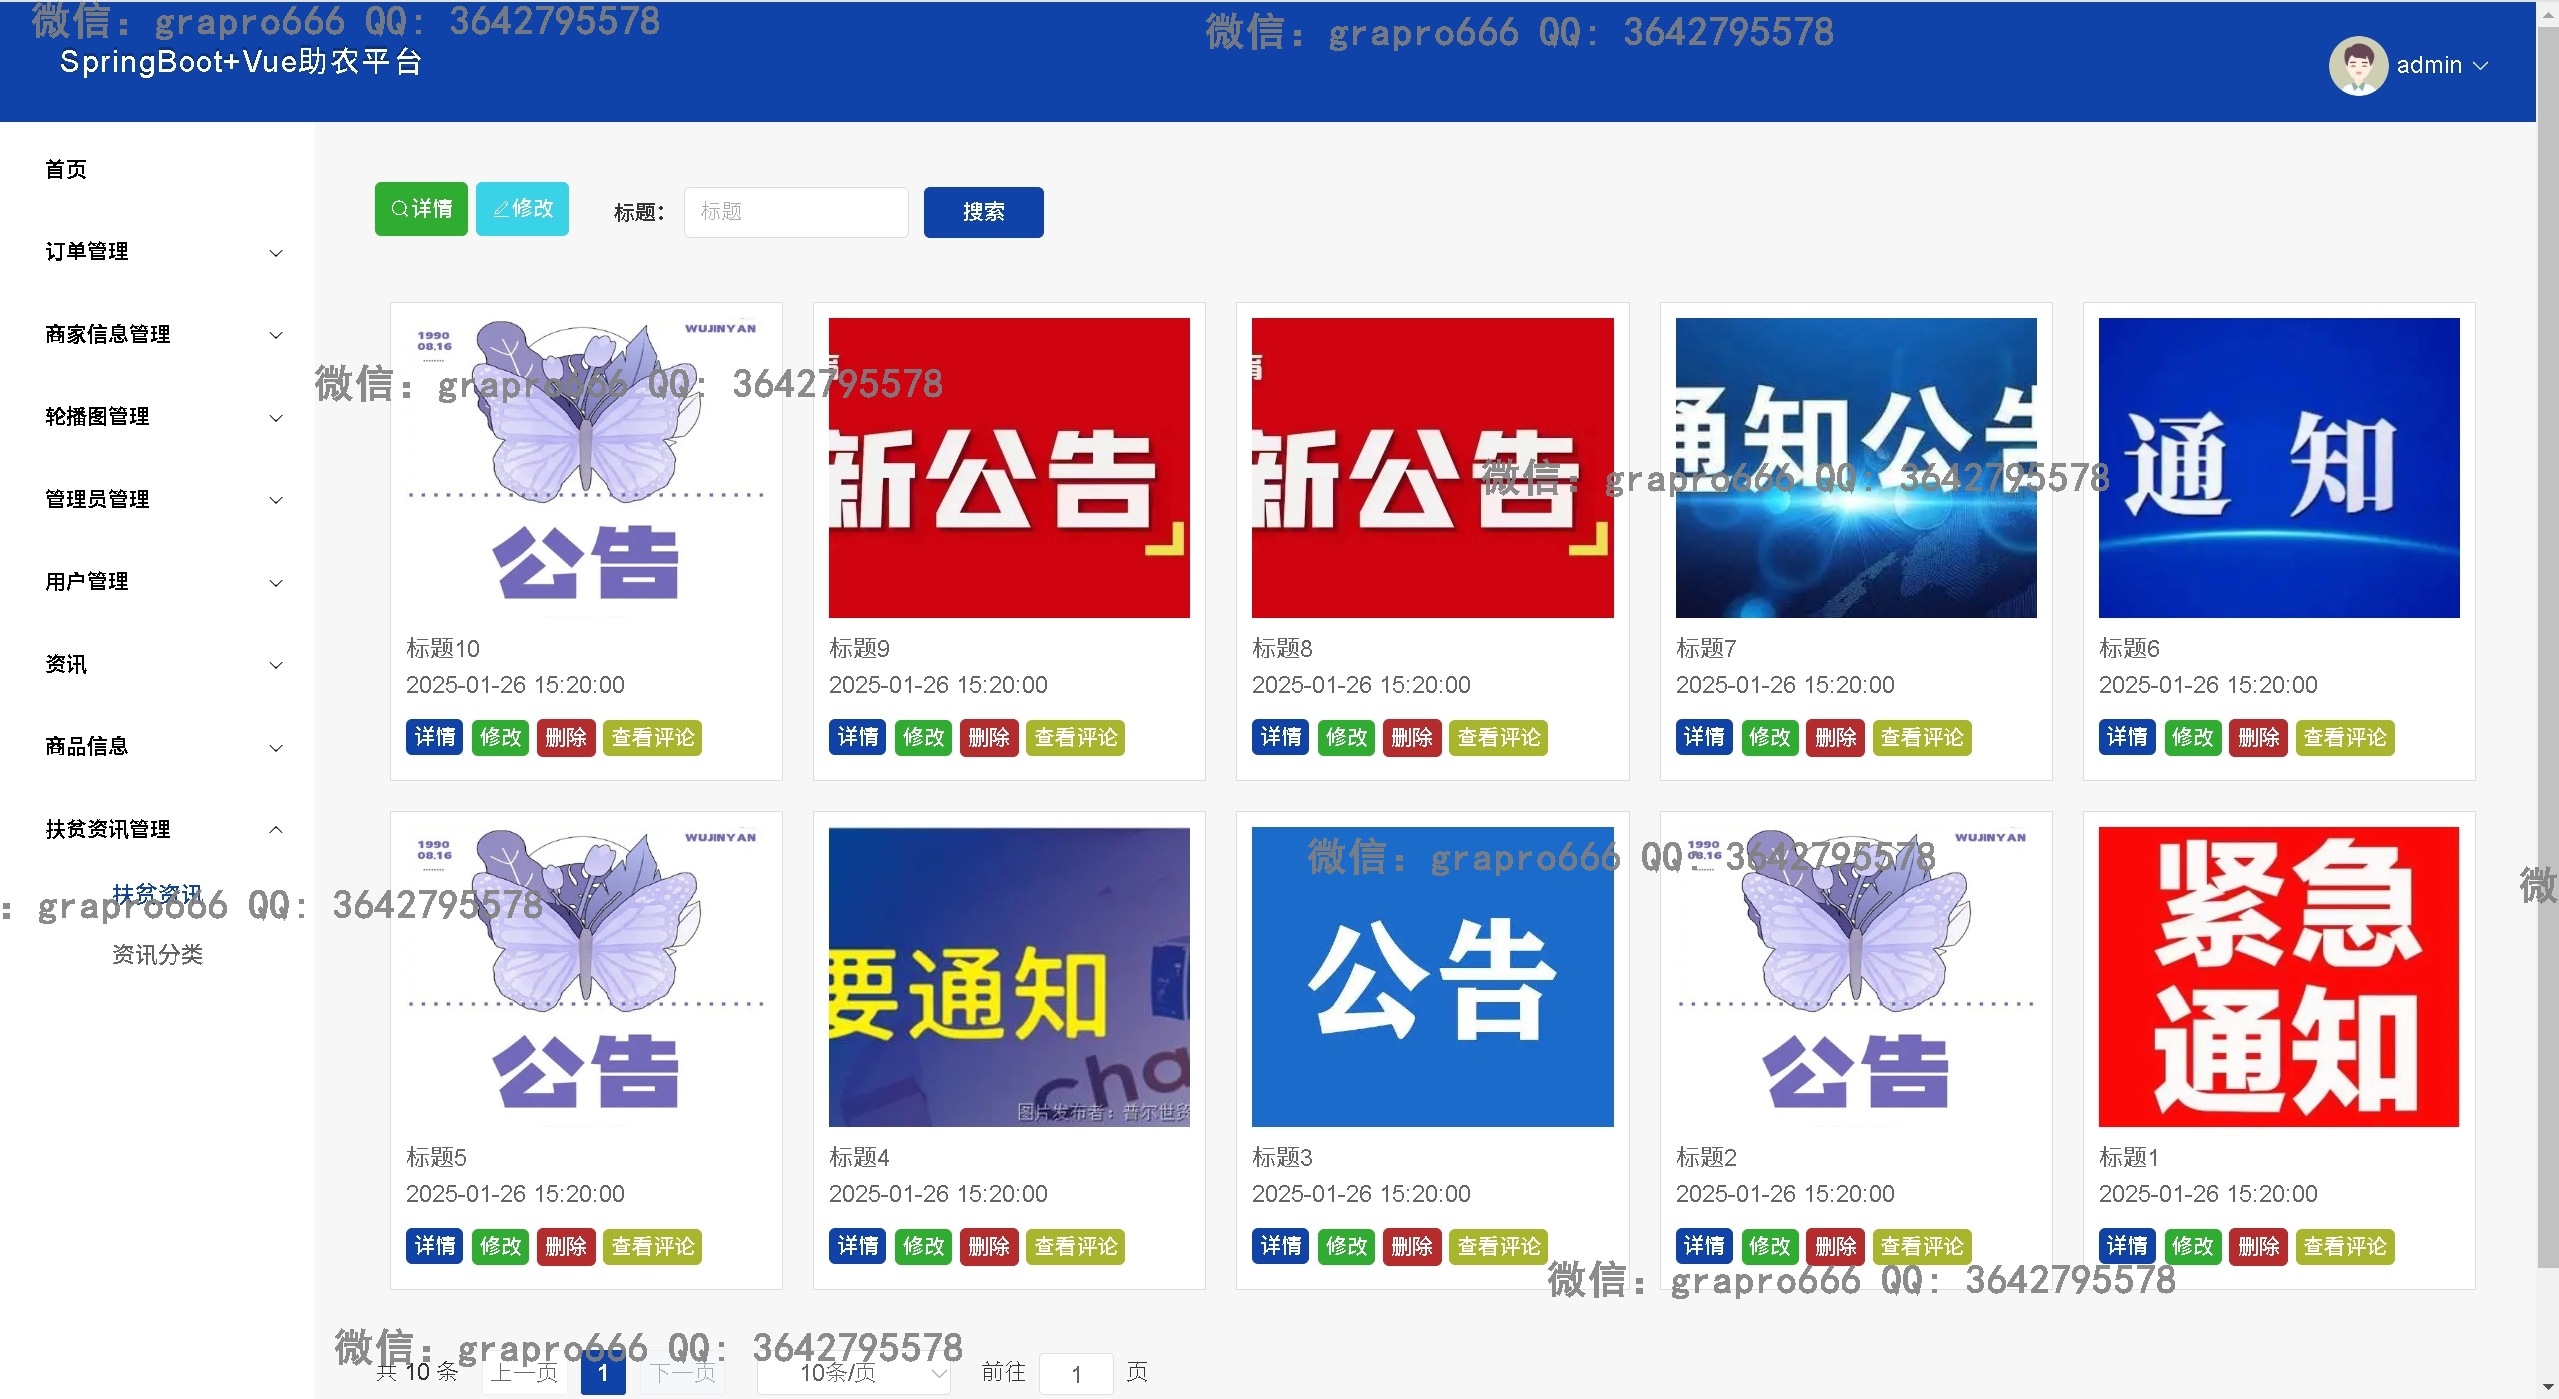 微信: grapro666 QQ: 3642795578
微信: grapro666 QQ: 3642795578
SpringBoot+Vue助农平台
admin
首页
订单管理
商家信息管理
轮播图管理
管理员管理
用户管理
资讯
商品信息
扶贫资讯管理
扶贫资讯
资讯分类
详情 修改 标题: 标题 搜索
1990
08.16
WUJINYAN
公告
微信: grapro666 QQ: 3642795578
标题10
2025-01-26 15:20:00
详情 修改 删除 查看评论
新公告
标题9
2025-01-26 15:20:00
详情 修改 删除 查看评论
新公告
标题8
2025-01-26 15:20:00
详情 修改 删除 查看评论
通知公告
微信: grapro666 QQ: 3642795578
标题7
2025-01-26 15:20:00
详情 修改 删除 查看评论
通知
标题6
2025-01-26 15:20:00
详情 修改 删除 查看评论
: grapro666 QQ: 3642795578
1990
08.16
WUJINYAN
公告
标题5
2025-01-26 15:20:00
详情 修改 删除 查看评论
要通知
cha
图片发布者: 普尔世贸
标题4
2025-01-26 15:20:00
详情 修改 删除 查看评论
微信: grapro666 QQ: 3642795578
公告
标题3
2025-01-26 15:20:00
详情 修改 删除 查看评论
1990
08.16
WUJINYAN
公告
标题2
2025-01-26 15:20:00
详情 修改 删除 查看评论
紧急
通知
微
标题1
2025-01-26 15:20:00
详情 修改 删除 查看评论
微信: grapro666 QQ: 3642795578
微信: grapro666 QQ: 3642795578
共 10 条 上一页 1 下一页 10条/页 前往 1 页